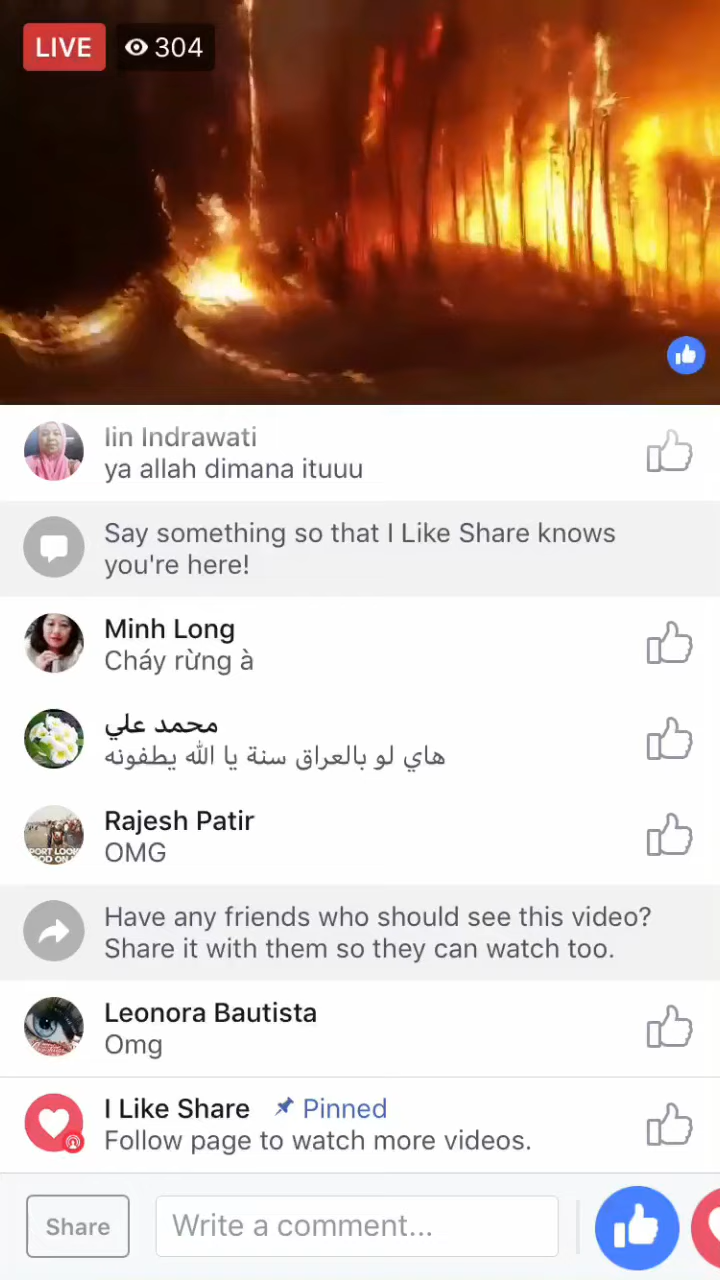 LIVE 304
Iin Indrawati
ya allah dimana ituuu
Say something so that I Like Share knows
you're here!
Minh Long
Cháy rừng à
محمد علي
هاي لو بالعراق سنة يا الله يطفونه
Rajesh Patir
OMG
Have any friends who should see this video?
Share it with them so they can watch too.
Leonora Bautista
Omg
I Like Share Pinned
Follow page to watch more videos.
Share Write a comment...